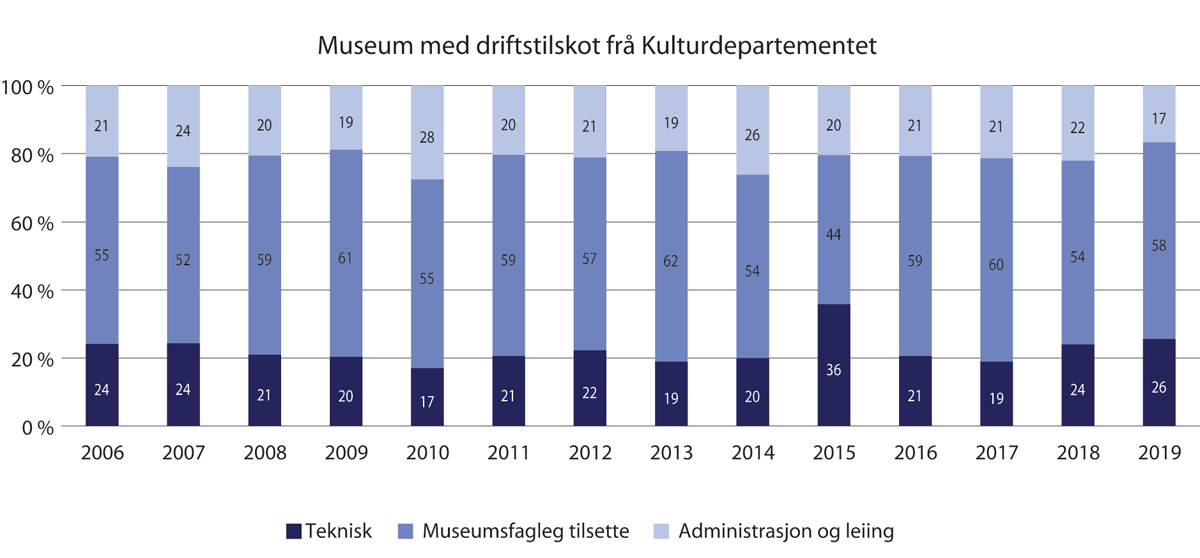 Museum med driftstilskot frå Kulturdepartementet
100 %
21 24 20 19 28 20 21 19 26 20 21 21 22 17
80 %
60 %
55 52 59 61 55 59 57 62 54 44 59 60 54 58
40 %
20 %
24 24 21 20 17 21 22 19 20 36 21 19 24 26
0 %
2006 2007 2008 2009 2010 2011 2012 2013 2014 2015 2016 2017 2018 2019
Teknisk Museumsfagleg tilsette Administrasjon og leiing